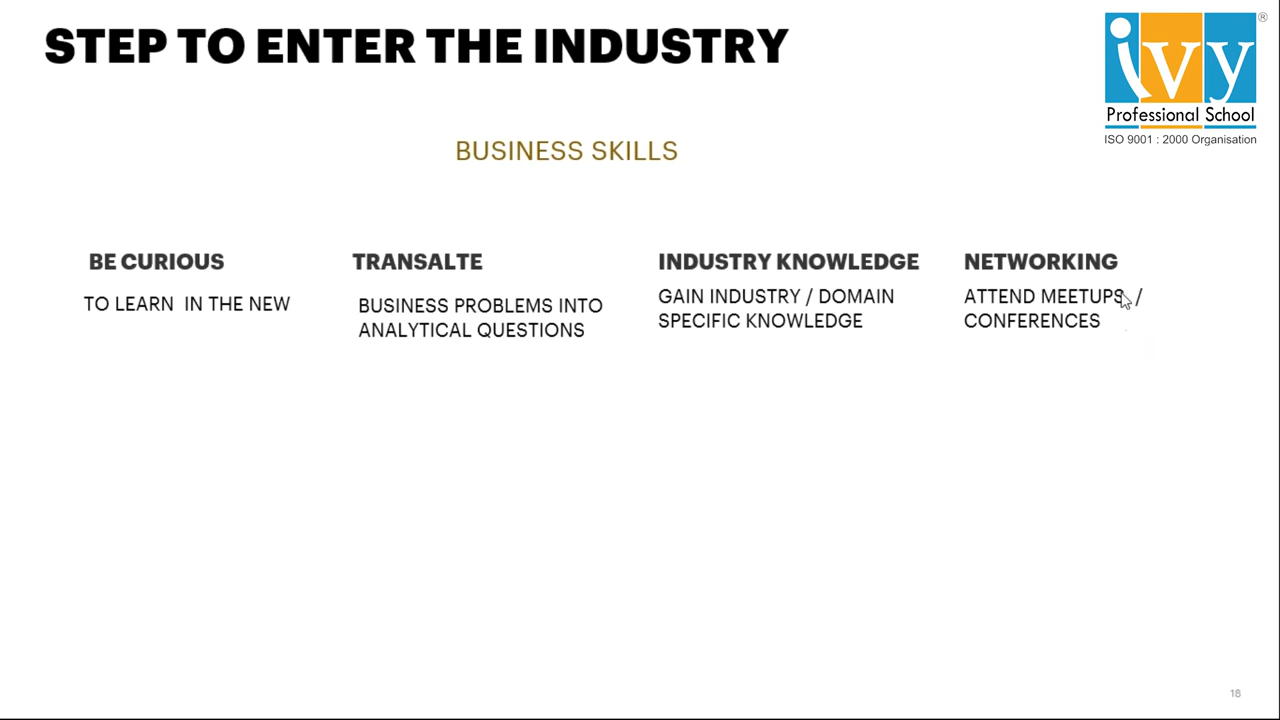 STEP TO ENTER THE INDUSTRY
ivy
®
Professional School
ISO 9001 : 2000 Organisation
BUSINESS SKILLS
BE CURIOUS
TO LEARN  IN THE NEW
TRANSALTE
BUSINESS PROBLEMS INTO
ANALYTICAL QUESTIONS
INDUSTRY KNOWLEDGE
GAIN INDUSTRY / DOMAIN
SPECIFIC KNOWLEDGE
NETWORKING
ATTEND MEETUPS /
CONFERENCES
18